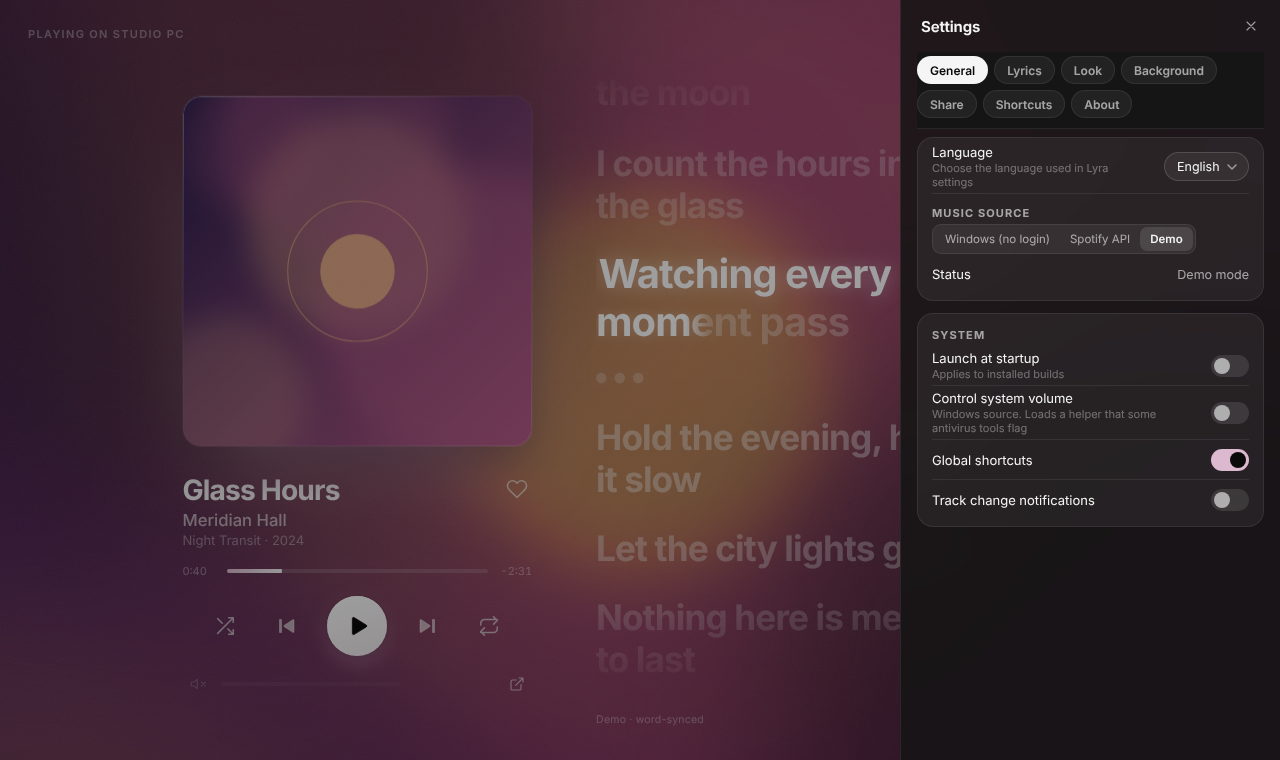 PLAYING ON STUDIO PC
the moon
I count the hours in
the glass
Watching every
moment pass
Hold the evening, h
it slow
Let the city lights g
Nothing here is me
to last
Demo · word-synced
Glass Hours
Meridian Hall
Night Transit · 2024
0:40
-2:31
Settings
General
Lyrics
Look
Background
Share
Shortcuts
About
Language
Choose the language used in Lyra
settings
English
MUSIC SOURCE
Windows (no login)
Spotify API
Demo
Status
Demo mode
SYSTEM
Launch at startup
Applies to installed builds
Control system volume
Windows source. Loads a helper that some
antivirus tools flag
Global shortcuts
Track change notifications